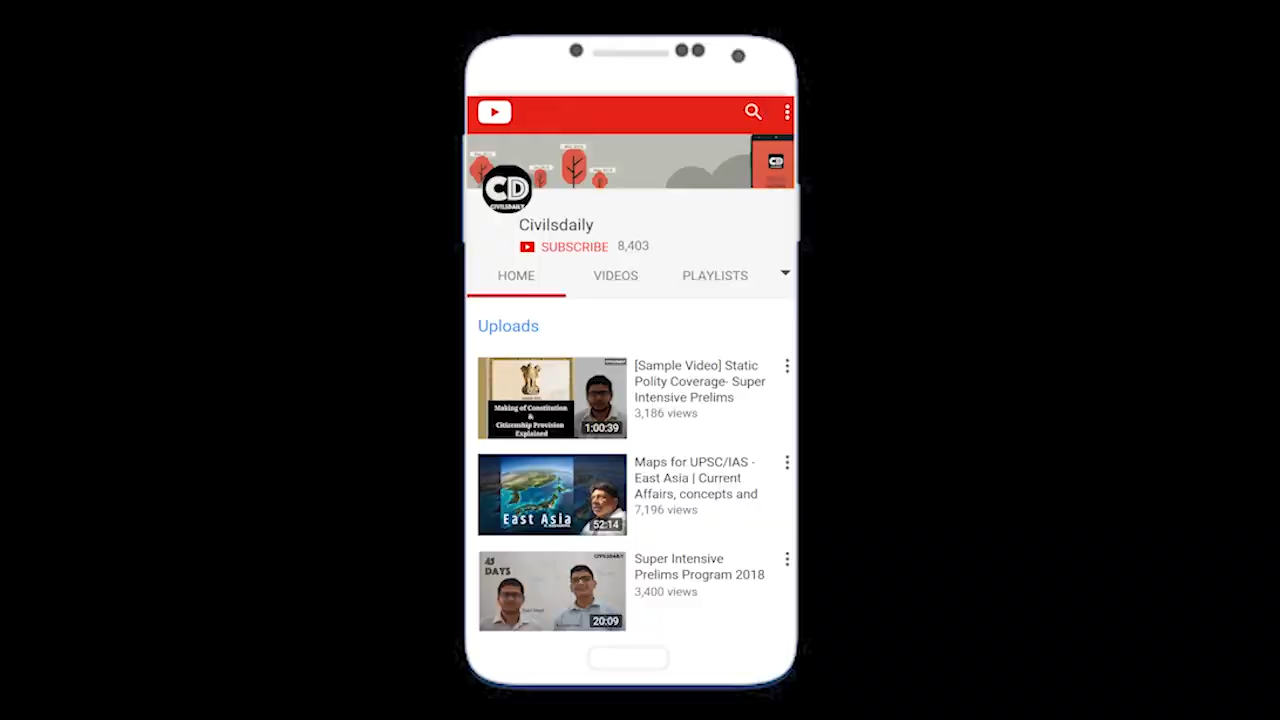 CD
CD
CIVILSDAILY
Civilsdaily
SUBSCRIBE 8,403
HOME VIDEOS PLAYLISTS
Uploads
Making of Constitution
&
Citizenship Provision
Explained
1:00:39
[Sample Video] Static
Polity Coverage- Super
Intensive Prelims
3,186 views
East Asia
52:14
Maps for UPSC/IAS -
East Asia | Current
Affairs, concepts and
7,196 views
45
DAYS
CIVILSDAILY
20:09
Super Intensive
Prelims Program 2018
3,400 views